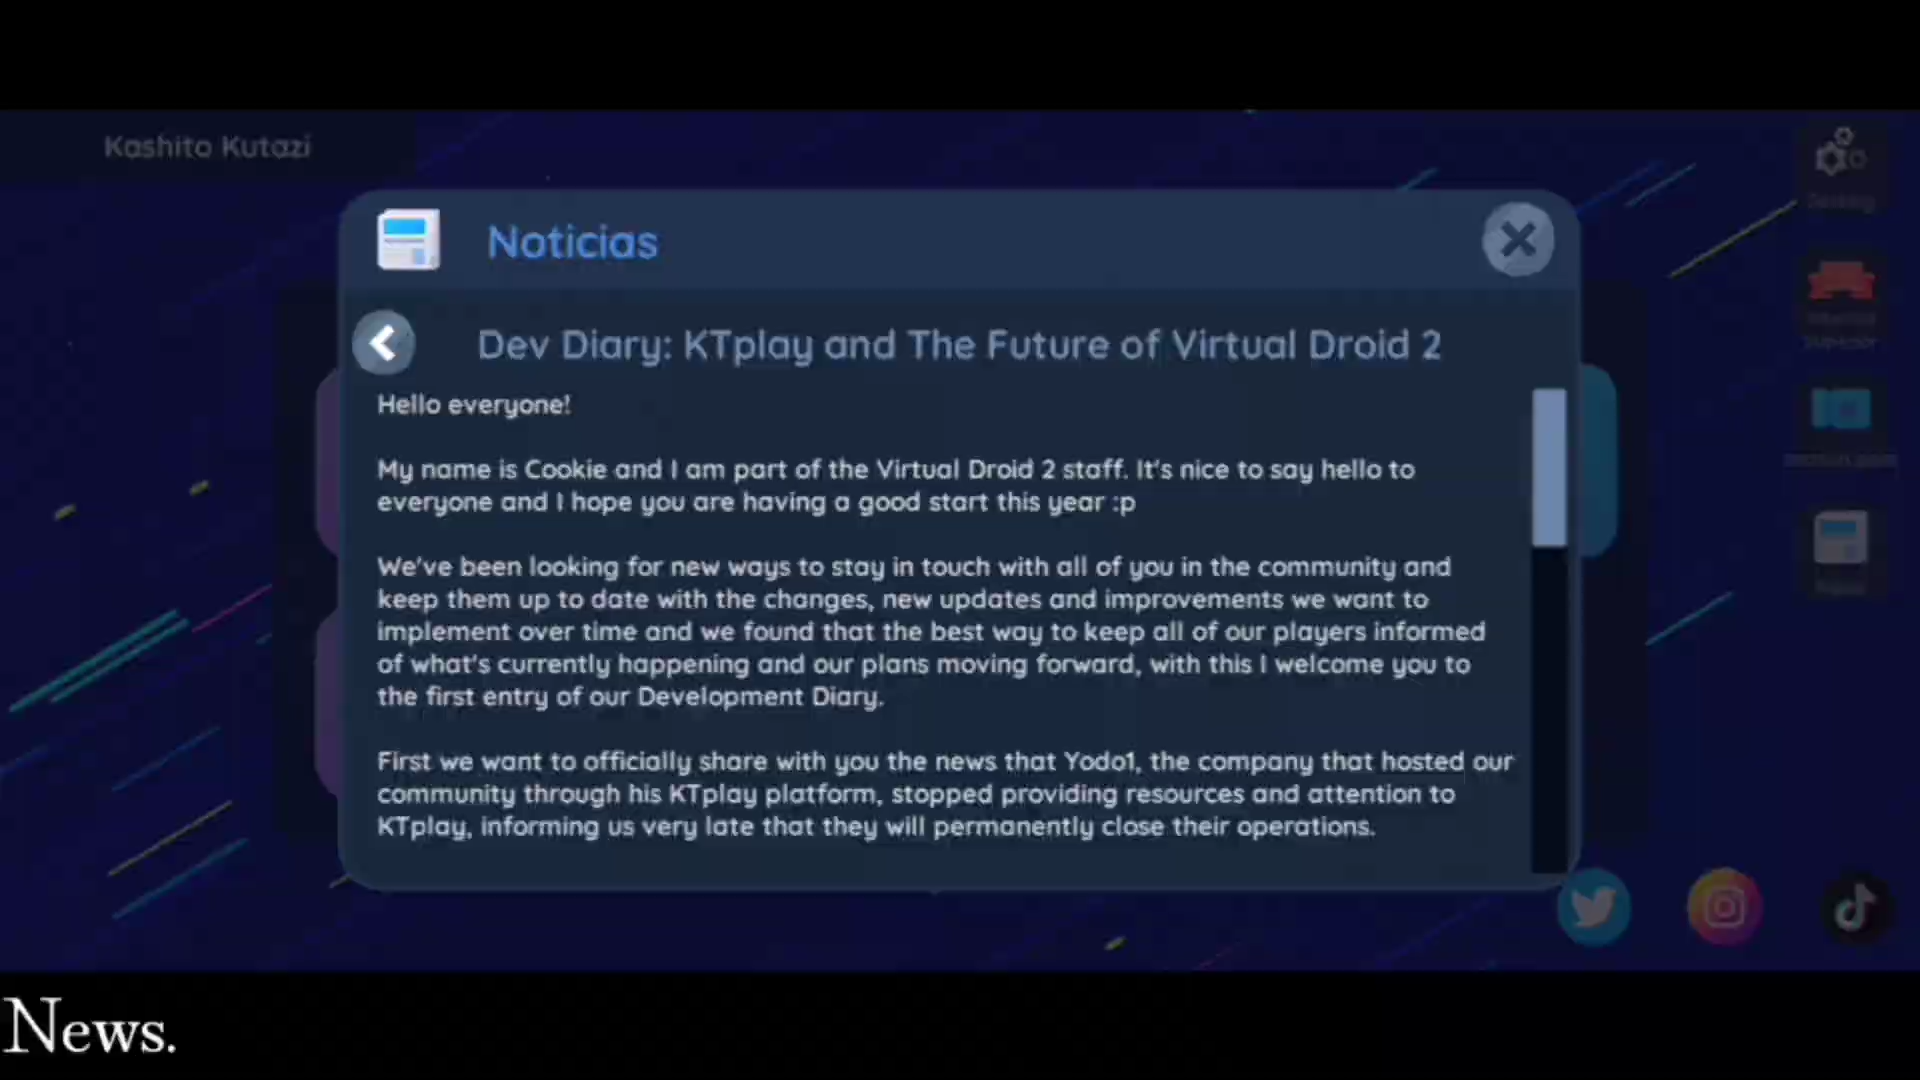 Kashito Kutazi
Noticias
Dev Diary: KTplay and The Future of Virtual Droid 2
Hello everyone!
My name is Cookie and I am part of the Virtual Droid 2 staff. It's nice to say hello to
everyone and I hope you are having a good start this year :p
We've been looking for new ways to stay in touch with all of you in the community and
keep them up to date with the changes, new updates and improvements we want to
implement over time and we found that the best way to keep all of our players informed
of what's currently happening and our plans moving forward, with this I welcome you to
the first entry of our Development Diary.
First we want to officially share with you the news that Yodo1, the company that hosted our
community through his KTplay platform, stopped providing resources and attention to
KTplay, informing us very late that they will permanently close their operations.
News.